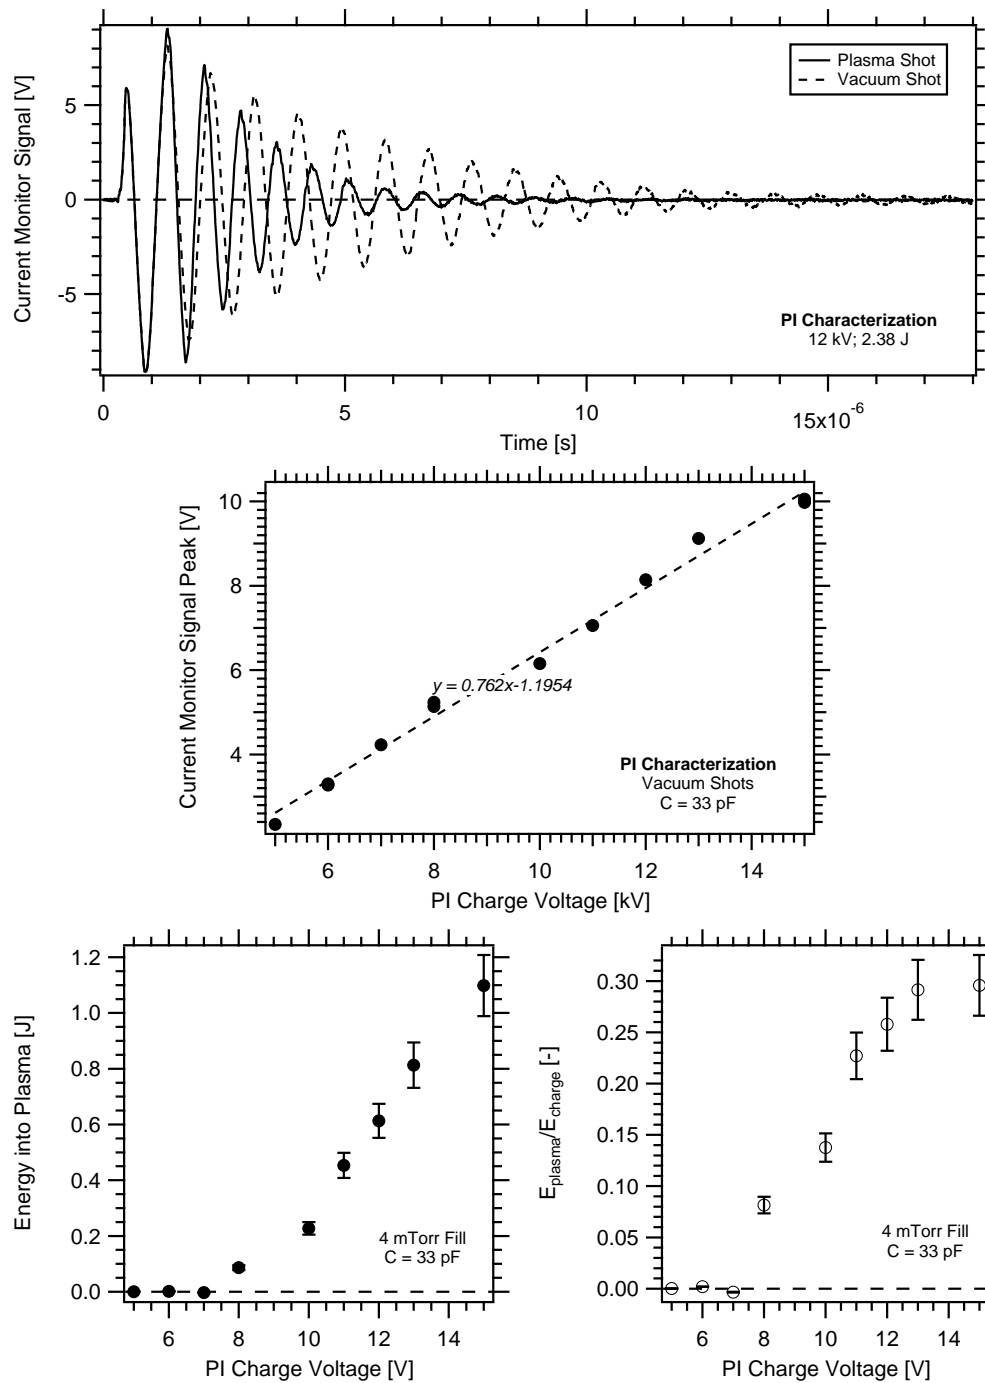 Current Monitor Signal [V]
5
0
-5
Plasma Shot
Vacuum Shot
PI Characterization
12 kV; 2.38 J
0
5
10
15x10-6
Time [s]
Current Monitor Signal Peak [V]
10
8
6
4
y = 0.762x-1.1954
PI Characterization
Vacuum Shots
C = 33 pF
6
8
10
12
14
PI Charge Voltage [kV]
Energy into Plasma [J]
1.2
1.0
0.8
0.6
0.4
0.2
0.0
4 mTorr Fill
C = 33 pF
6
8
10
12
14
PI Charge Voltage [V]
Eplasma/Echarge [-]
0.30
0.25
0.20
0.15
0.10
0.05
0.00
4 mTorr Fill
C = 33 pF
6
8
10
12
14
PI Charge Voltage [V]